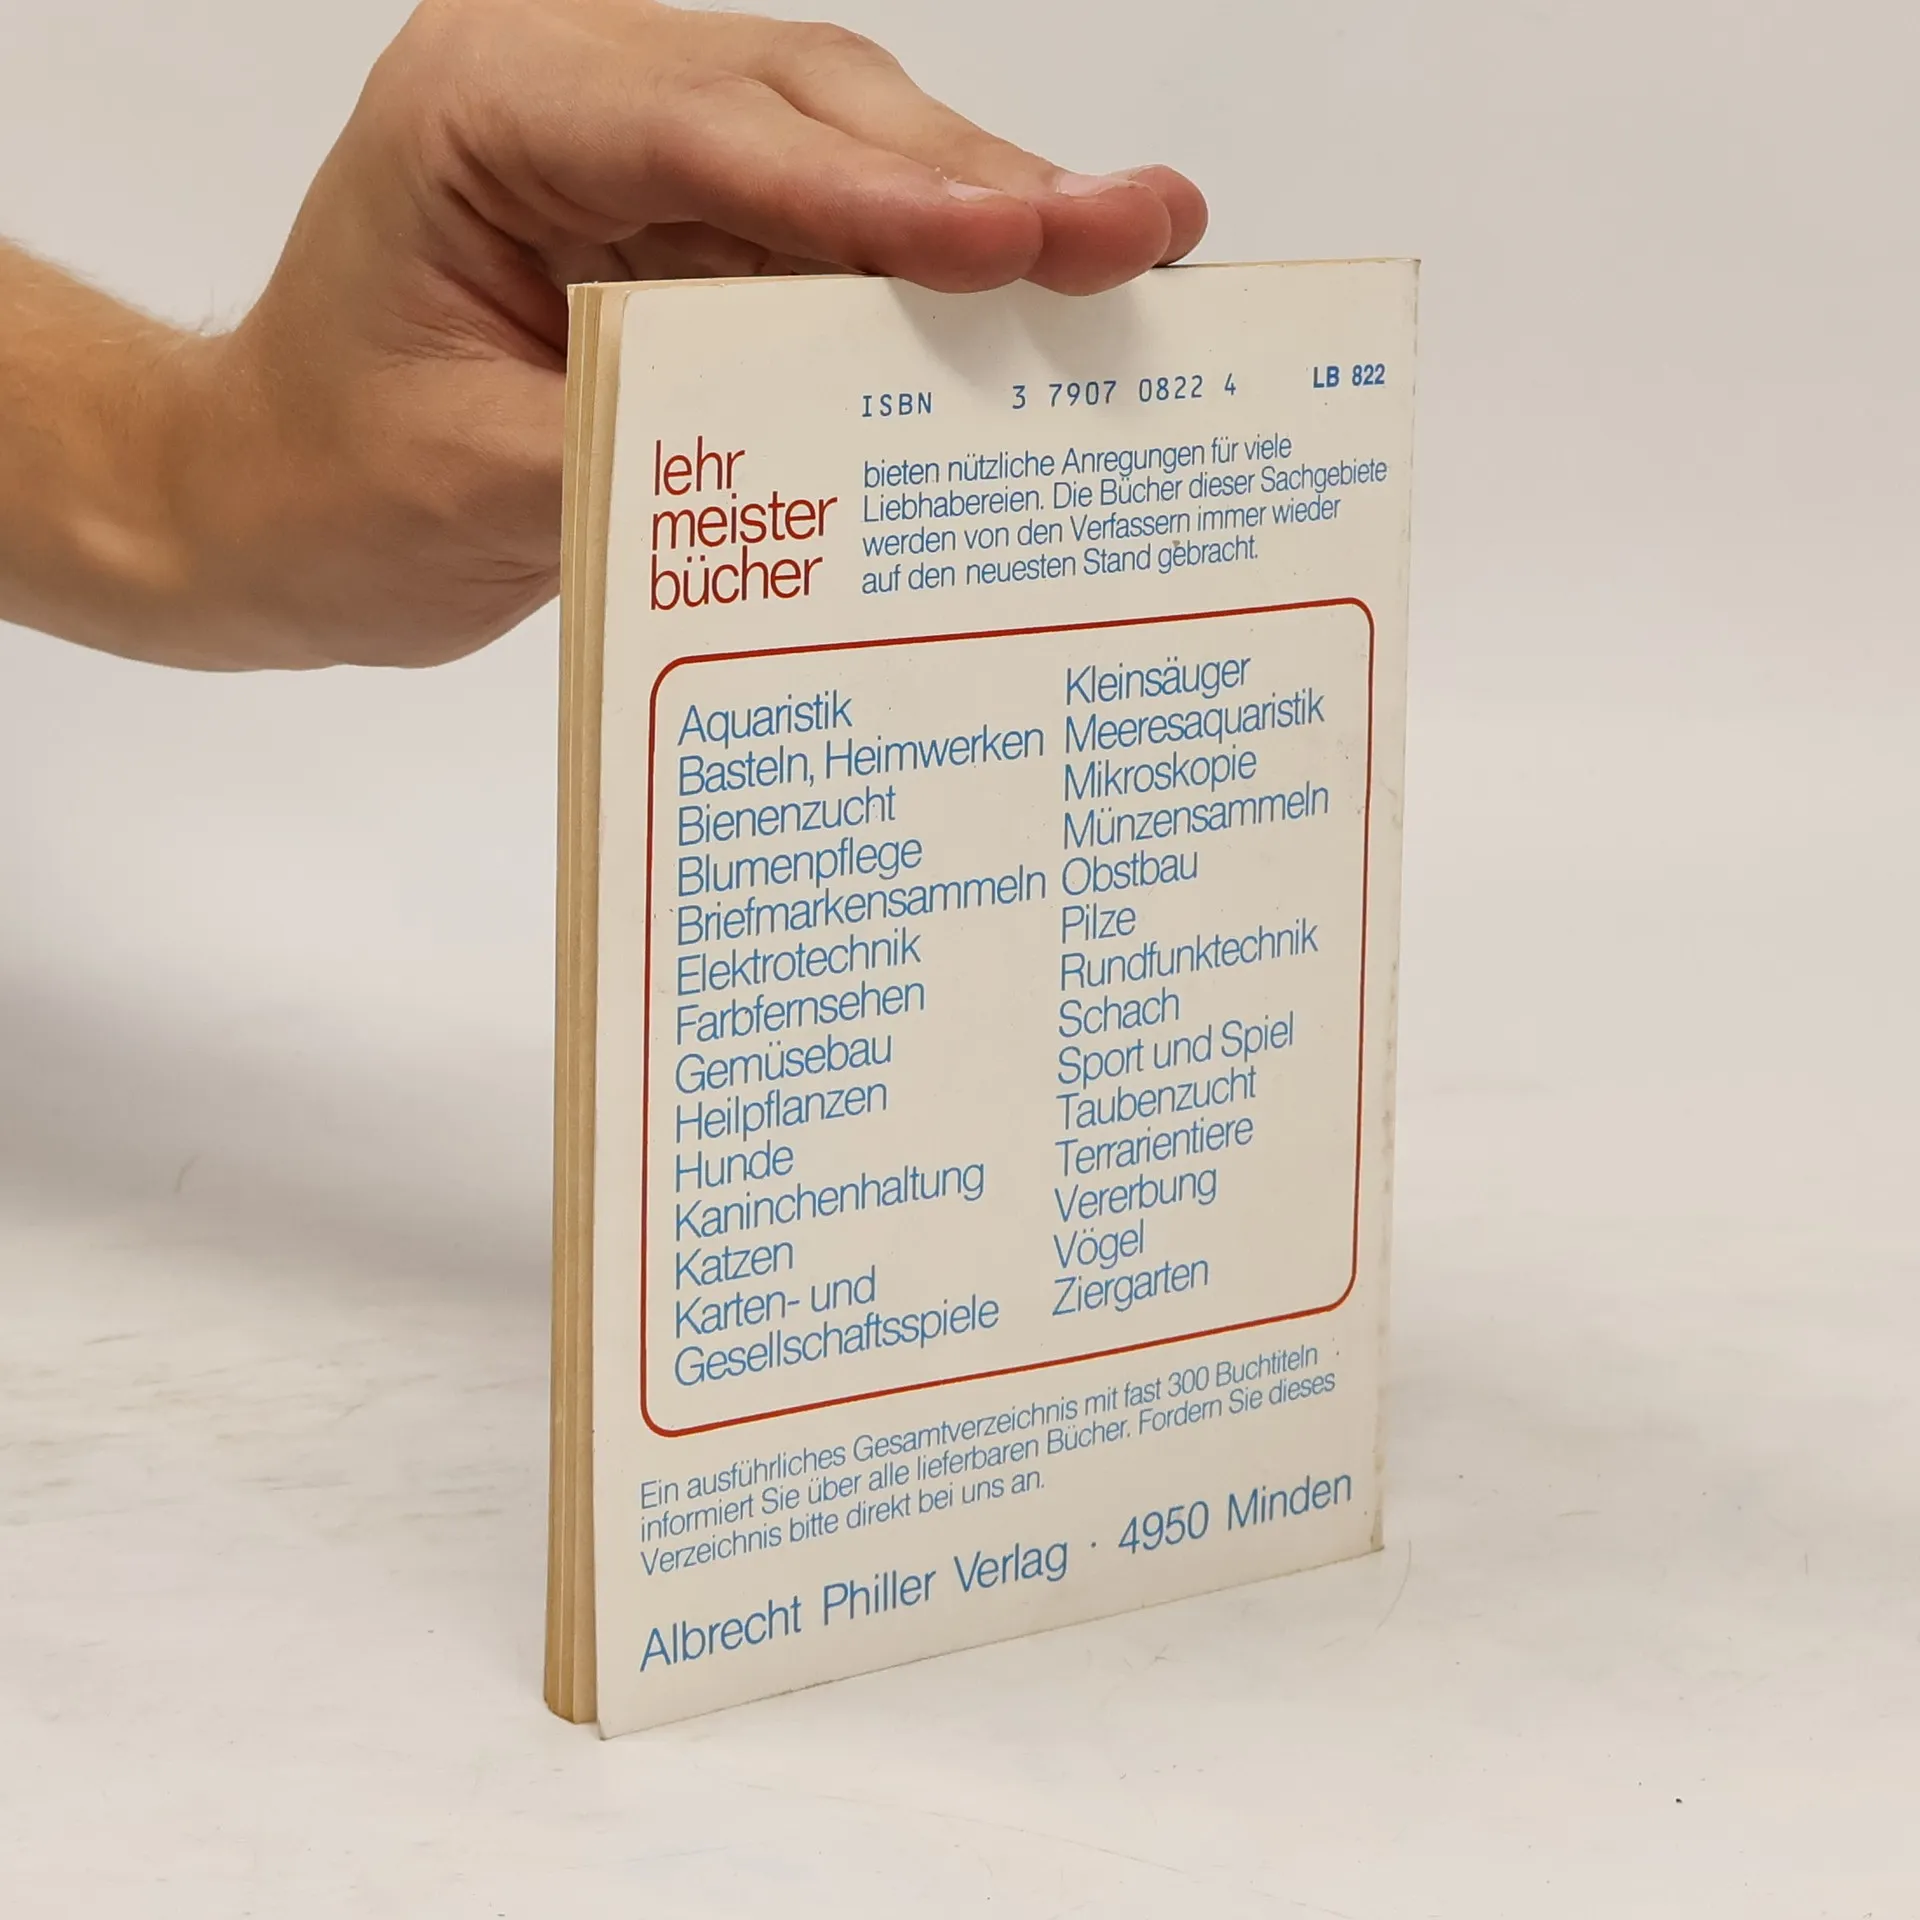 ISBN 3 7907 0822 4 LB 822
lehr
meister
bücher
bieten nützliche Anregungen für viele
Liebhabereien. Die Bücher dieser Sachgebiete
werden von den Verfassern immer wieder
auf den neuesten Stand gebracht.
Aquaristik
Basteln, Heimwerken
Bienenzucht
Blumenpflege
Briefmarkensammeln
Elektrotechnik
Farbfernsehen
Gemüsebau
Heilpflanzen
Hunde
Kaninchenhaltung
Katzen
Karten- und
Gesellschaftsspiele
Kleinsäuger
Meeresaquaristik
Mikroskopie
Münzensammeln
Obstbau
Pilze
Rundfunktechnik
Schach
Sport und Spiel
Taubenzucht
Terrarientiere
Vererbung
Vögel
Ziergarten
Ein ausführliches Gesamtverzeichnis mit fast 300 Buchtiteln
informiert Sie über alle lieferbaren Bücher. Fordern Sie dieses
Verzeichnis bitte direkt bei uns an.
Albrecht Philler Verlag · 4950 Minden